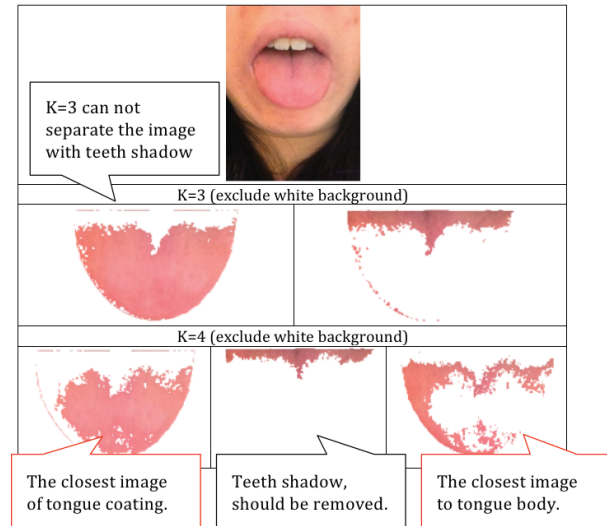 K=3 can not
separate the image
with teeth shadow
K=3 (exclude white background)
K=4 (exclude white background)
The closest image
of tongue coating.
Teeth shadow,
should be removed.
The closest image
to tongue body.